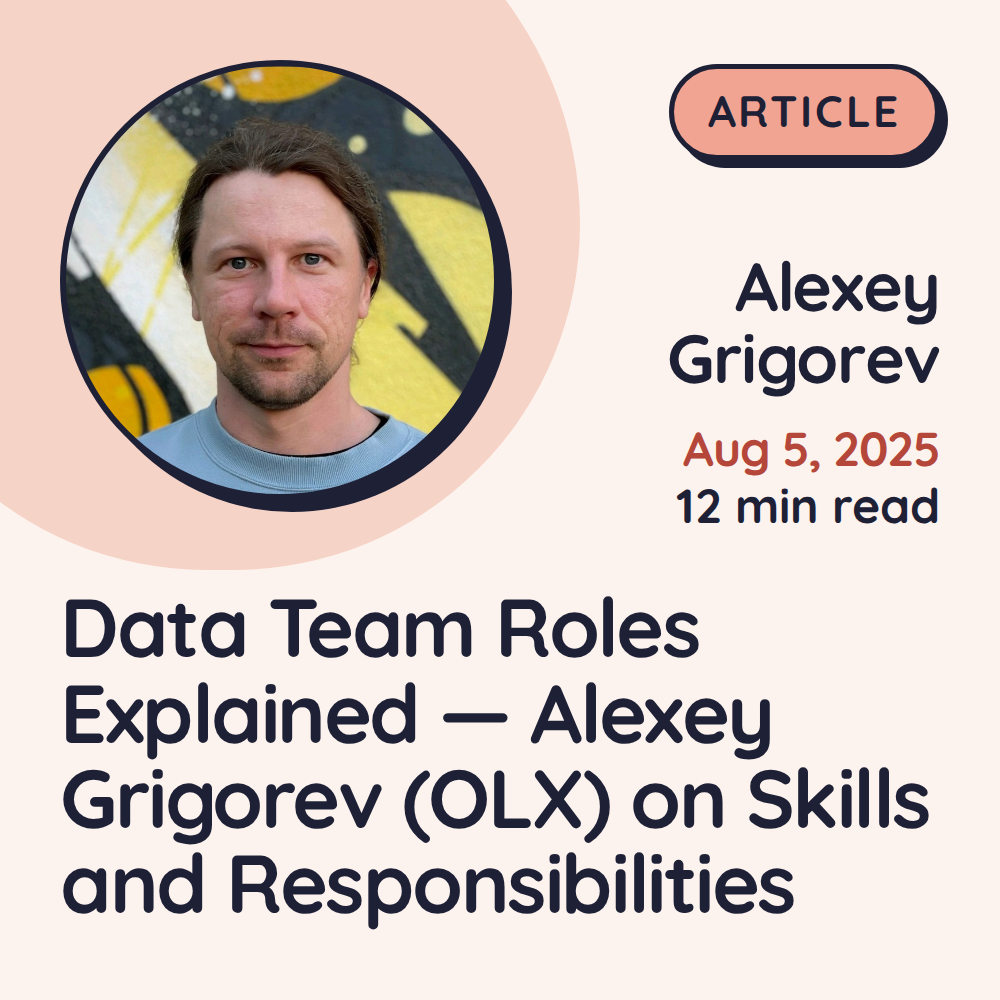 ARTICLE
Alexey
Grigorev
Aug 5, 2025
12 min read
Data Team Roles
Explained — Alexey
Grigorev (OLX) on Skills
and Responsibilities